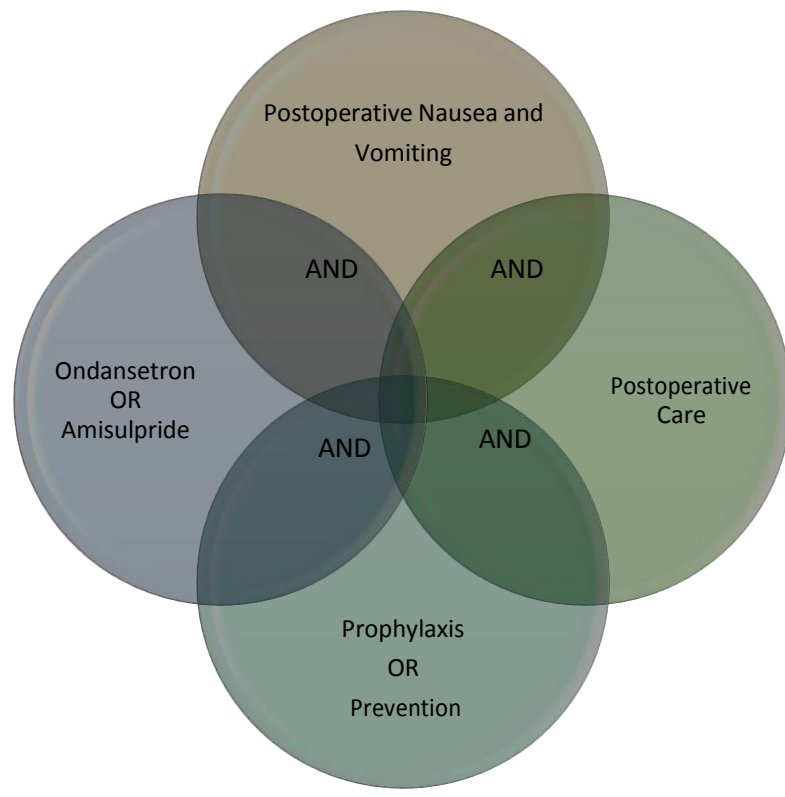 Postoperative Nausea and
Vomiting
AND
AND
Ondansetron
OR
Amisulpride
Postoperative
Care
AND
AND
Prophylaxis
OR
Prevention